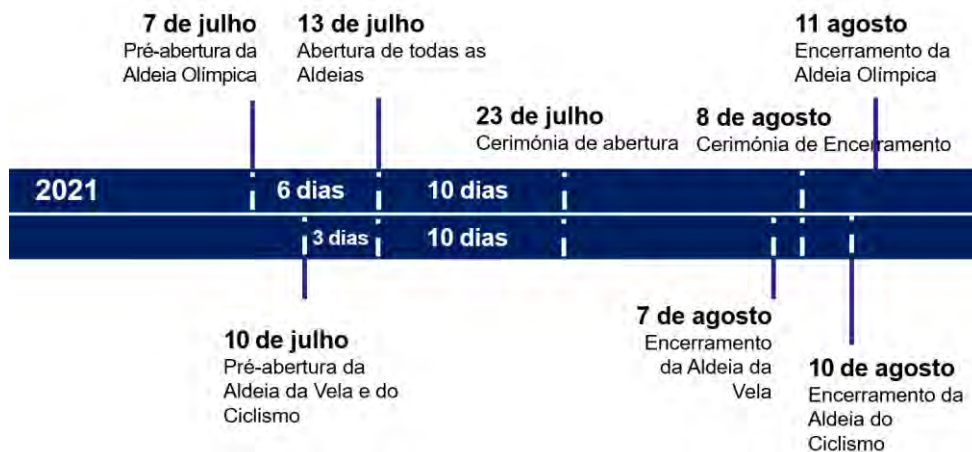 7 de julho
Pré-abertura da
Aldeia Olímpica
13 de julho
Abertura de todas as
Aldeias
23 de julho
Cerimónia de abertura
8 de agosto
Cerimónia de Encerramento
11 agosto
Encerramento da
Aldeia Olímpica
2021
6 dias
10 dias
3 dias
10 dias
10 de julho
Pré-abertura da
Aldeia da Vela e do
Ciclismo
7 de agosto
Encerramento
da Aldeia da
Vela
10 de agosto
Encerramento da
Aldeia do
Ciclismo